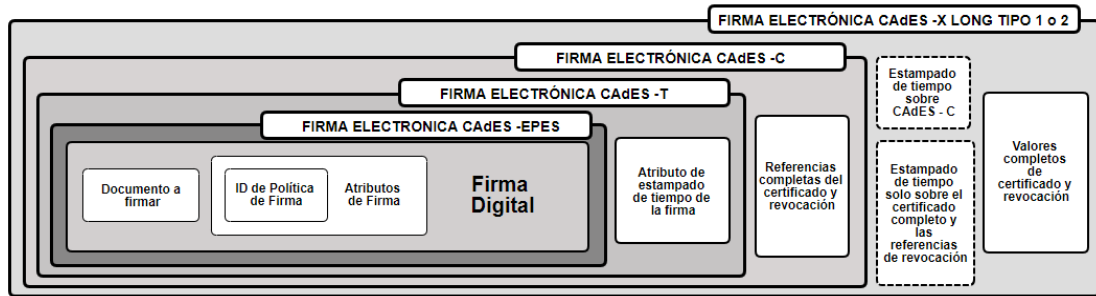 FIRMA ELECTRÓNICA CAdES -X LONG TIPO 1 o 2
FIRMA ELECTRÓNICA CAdES -C
FIRMA ELECTRÓNICA CAdES -T
FIRMA ELECTRONICA CAdES -EPES
Documento a
firmar
ID de Política
de Firma
Atributos
de Firma
Firma
Digital
Atributo de
estampado
de tiempo de
la firma
Referencias
completas del
certificado y
revocación
Estampado
de tiempo
sobre
CAdES - C
Estampado
de tiempo
solo sobre el
certificado
completo y
las
referencias
de revocación
Valores
completos
de
certificado y
revocación